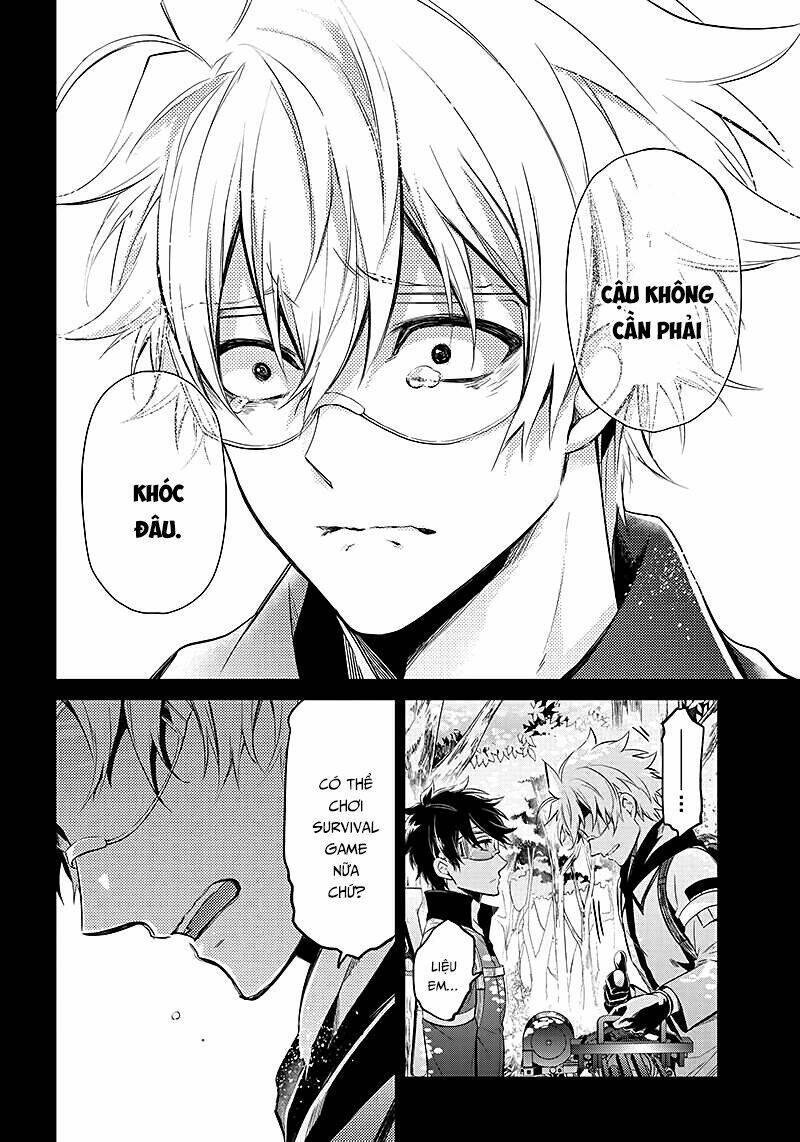 CẬU KHÔNG
CẦN PHẢI
KHÓC
ĐÂU.
......
LIỆU
EM...
CÓ THỂ
CHƠI
SURVIVAL
GAME
NỮA
CHỨ?